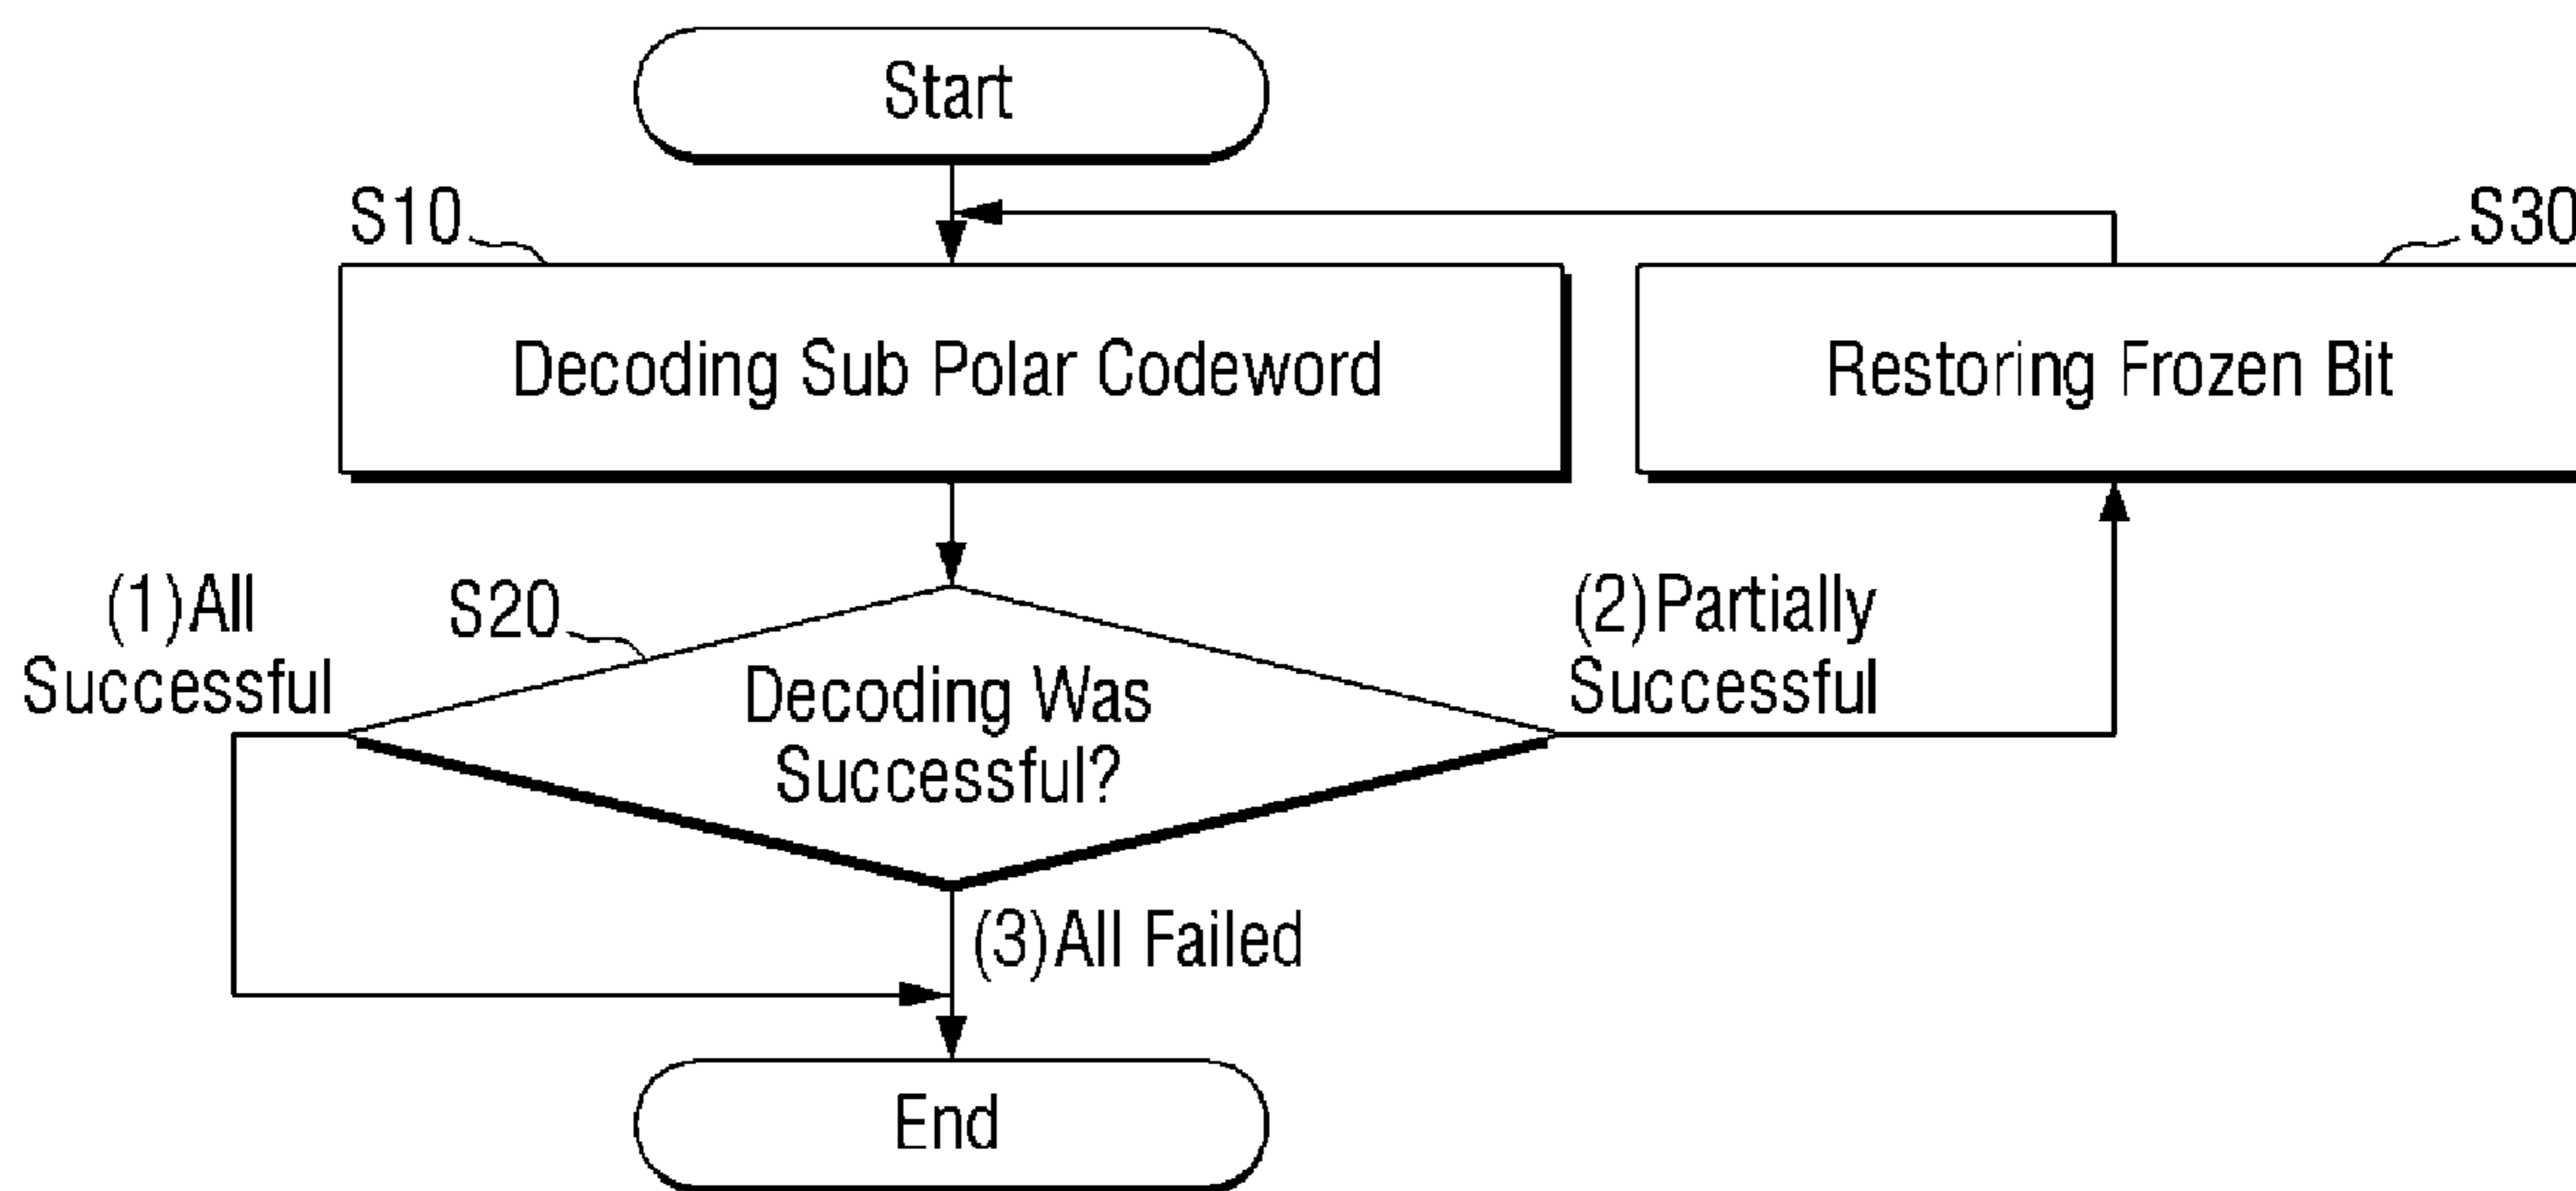 Start
S10
S30
Decoding Sub Polar Codeword
Restoring Frozen Bit
(1)All
Successful
S20
(2)Partially
Successful
Decoding Was
Successful?
(3)All Failed
End